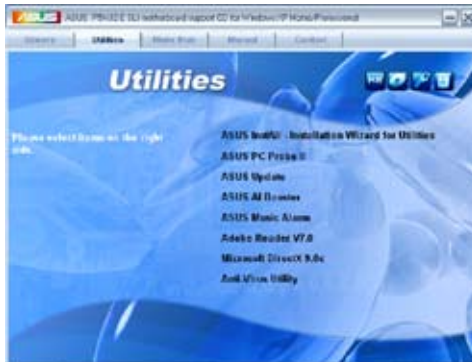 ASUS P5N32-E SLI motherboard support CD for Windows XP Home/Professional
Drivers Utilities Make Disk Manual Contact
Utilities
Please select items on the right
side.
ASUS InstAll - Installation Wizard for Utilities
ASUS PC Probe II
ASUS Update
ASUS AI Booster
ASUS Music Alarm
Adobe Reader V7.0
Microsoft DirectX 9.0c
Anti-Virus Utility